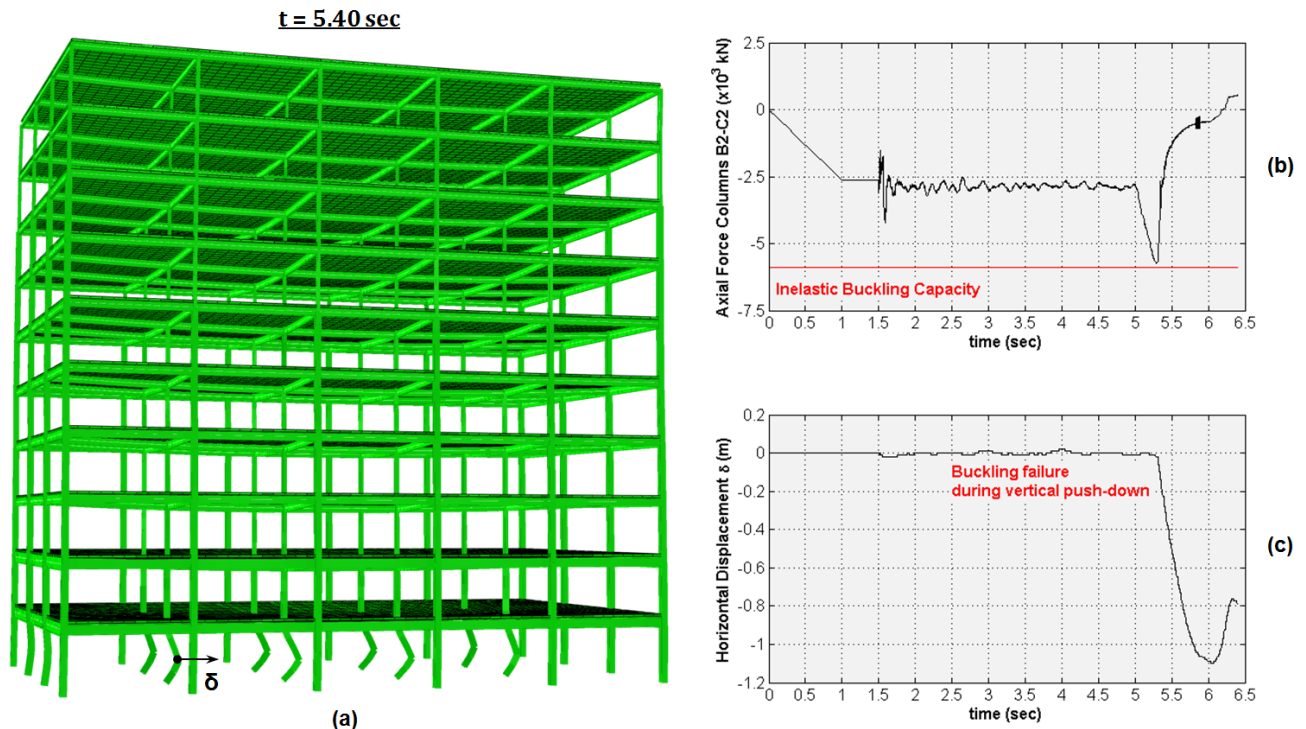 t = 5.40 sec
δ
(a)
Axial Force Columns B2-C2 (x10³ kN)
2.5
0
-2.5
-5
-7.5
Inelastic Buckling Capacity
0 0.5 1 1.5 2 2.5 3 3.5 4 4.5 5 5.5 6 6.5
time (sec)
(b)
Horizontal Displacement δ (m)
0.2
0
-0.2
-0.4
-0.6
-0.8
-1
-1.2
Buckling failure
during vertical push-down
0 0.5 1 1.5 2 2.5 3 3.5 4 4.5 5 5.5 6 6.5
time (sec)
(c)